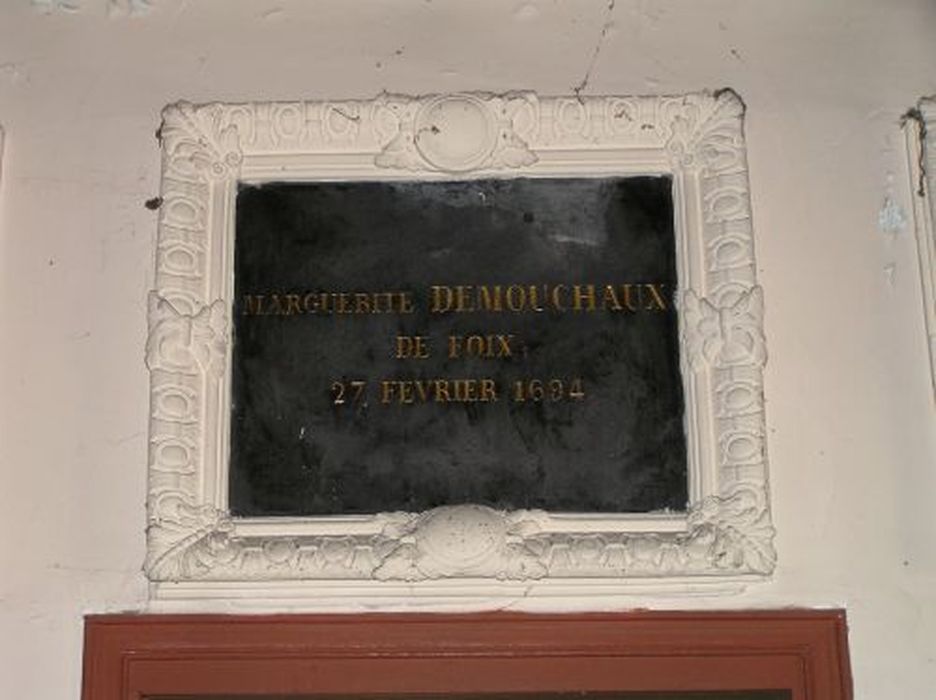 MARGUERITE DEMOUCHAUX
DE FOIX
27 FEVRIER 1694